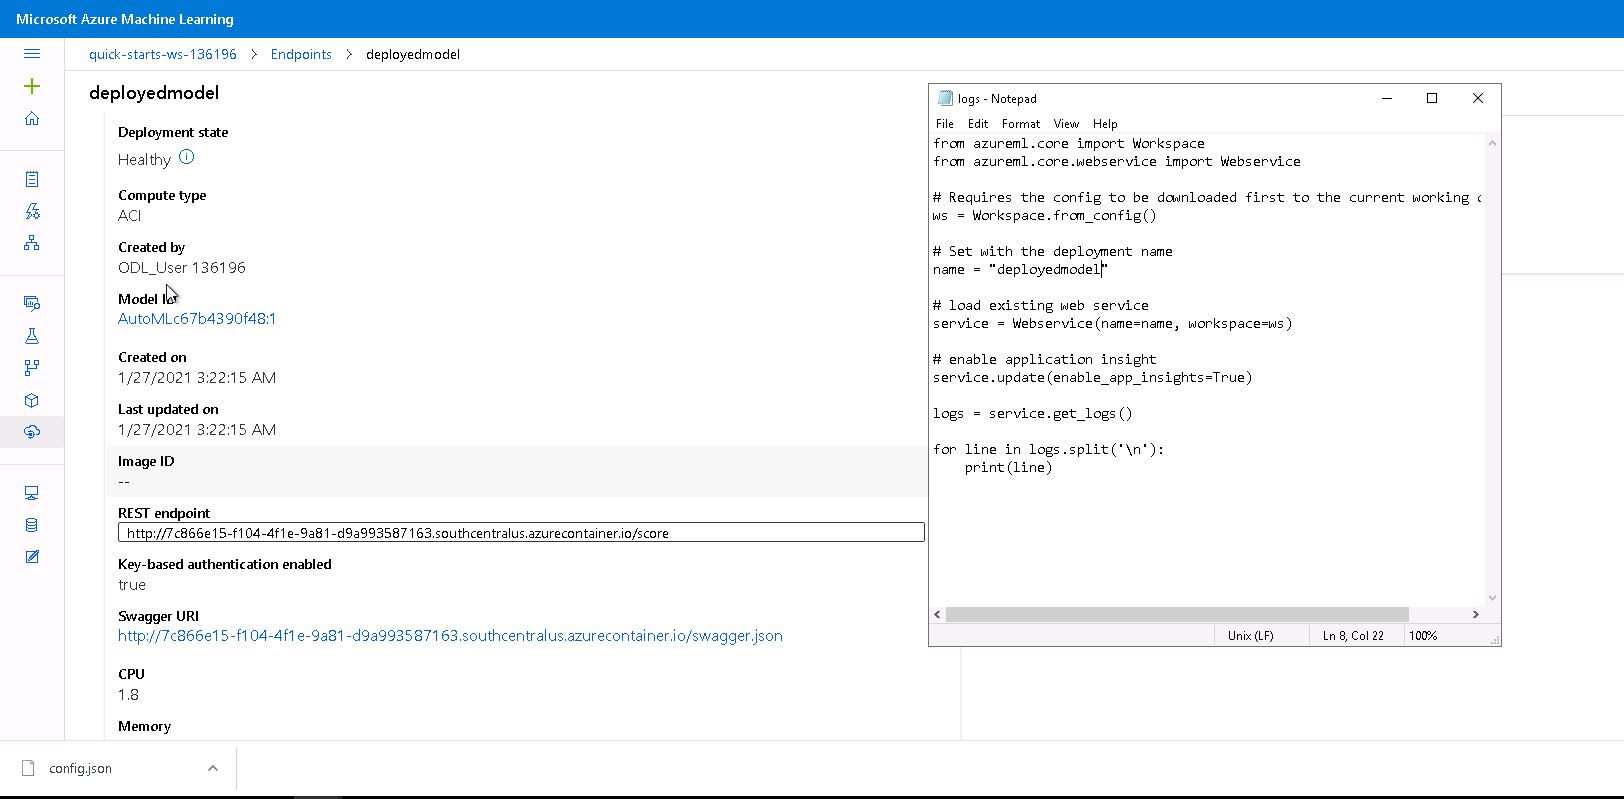 Microsoft Azure Machine Learning
quick-starts-ws-136196 > Endpoints > deployedmodel
deployedmodel
Deployment state
Healthy
Compute type
ACI
Created by
ODL_User 136196
Model
AutoMLc67b4390f48:1
Created on
1/27/2021 3:22:15 AM
Last updated on
1/27/2021 3:22:15 AM
Image ID
--
REST endpoint
http://7c866e15-f104-4f1e-9a81-d9a993587163.southcentralus.azurecontainer.io/score
Key-based authentication enabled
true
Swagger URI
http://7c866e15-f104-4f1e-9a81-d9a993587163.southcentralus.azurecontainer.io/swagger.json
CPU
1.8
Memory
logs - Notepad
File Edit Format View Help
from azureml.core import Workspace
from azureml.core.webservice import Webservice
# Requires the config to be downloaded first to the current working
ws = Workspace.from_config()
# Set with the deployment name
name = "deployedmodel"
# load existing web service
service = Webservice(name=name, workspace=ws)
# enable application insight
service.update(enable_app_insights=True)
logs = service.get_logs()
for line in logs.split('\n'):
    print(line)
Unix (LF) Ln 8, Col 22 100%
config.json